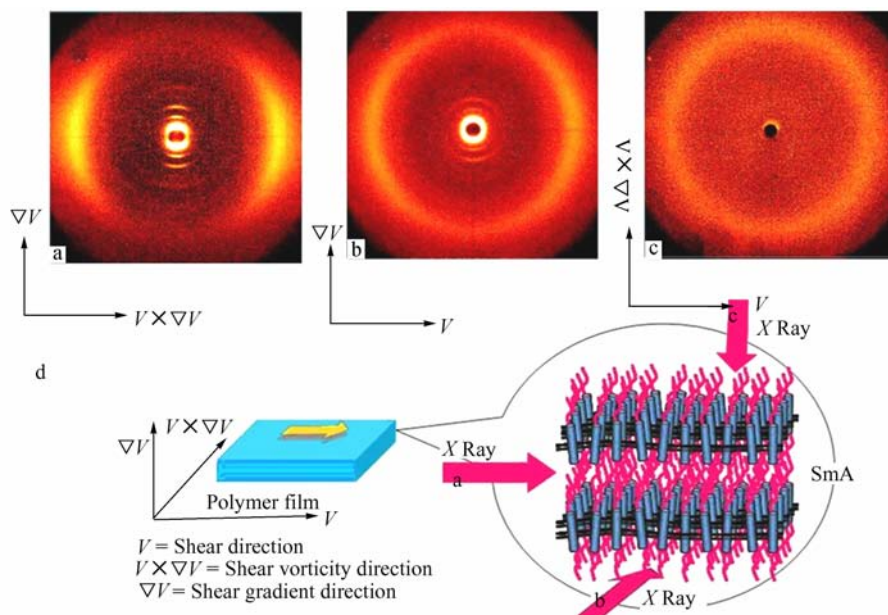 ∇V
a
V × ∇V
∇V
b
V
V × ∇V
c
V
d
c
X Ray
∇V
V × ∇V
Polymer film
V
X Ray
a
SmA
V = Shear direction
V × ∇V = Shear vorticity direction
∇V = Shear gradient direction
b
X Ray